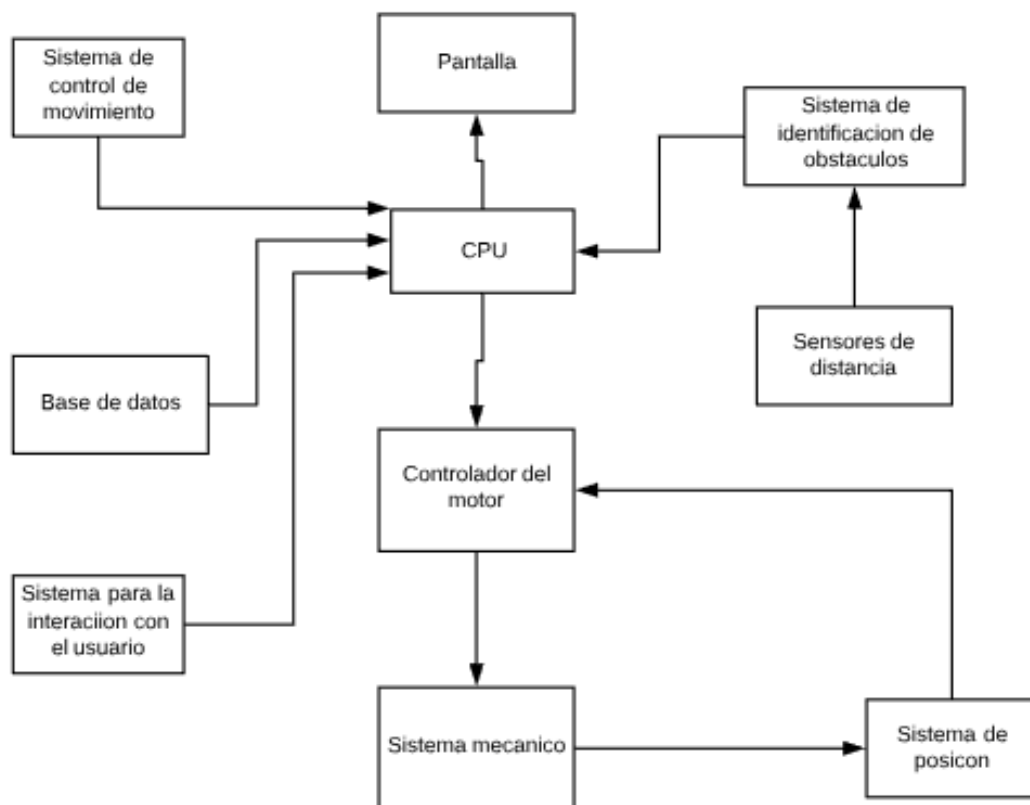 Sistema de
control de
movimiento
Pantalla
Sistema de
identificacion de
obstaculos
CPU
Sensores de
distancia
Base de datos
Controlador del
motor
Sistema para la
interaciion con
el usuario
Sistema mecanico
Sistema de
posicon